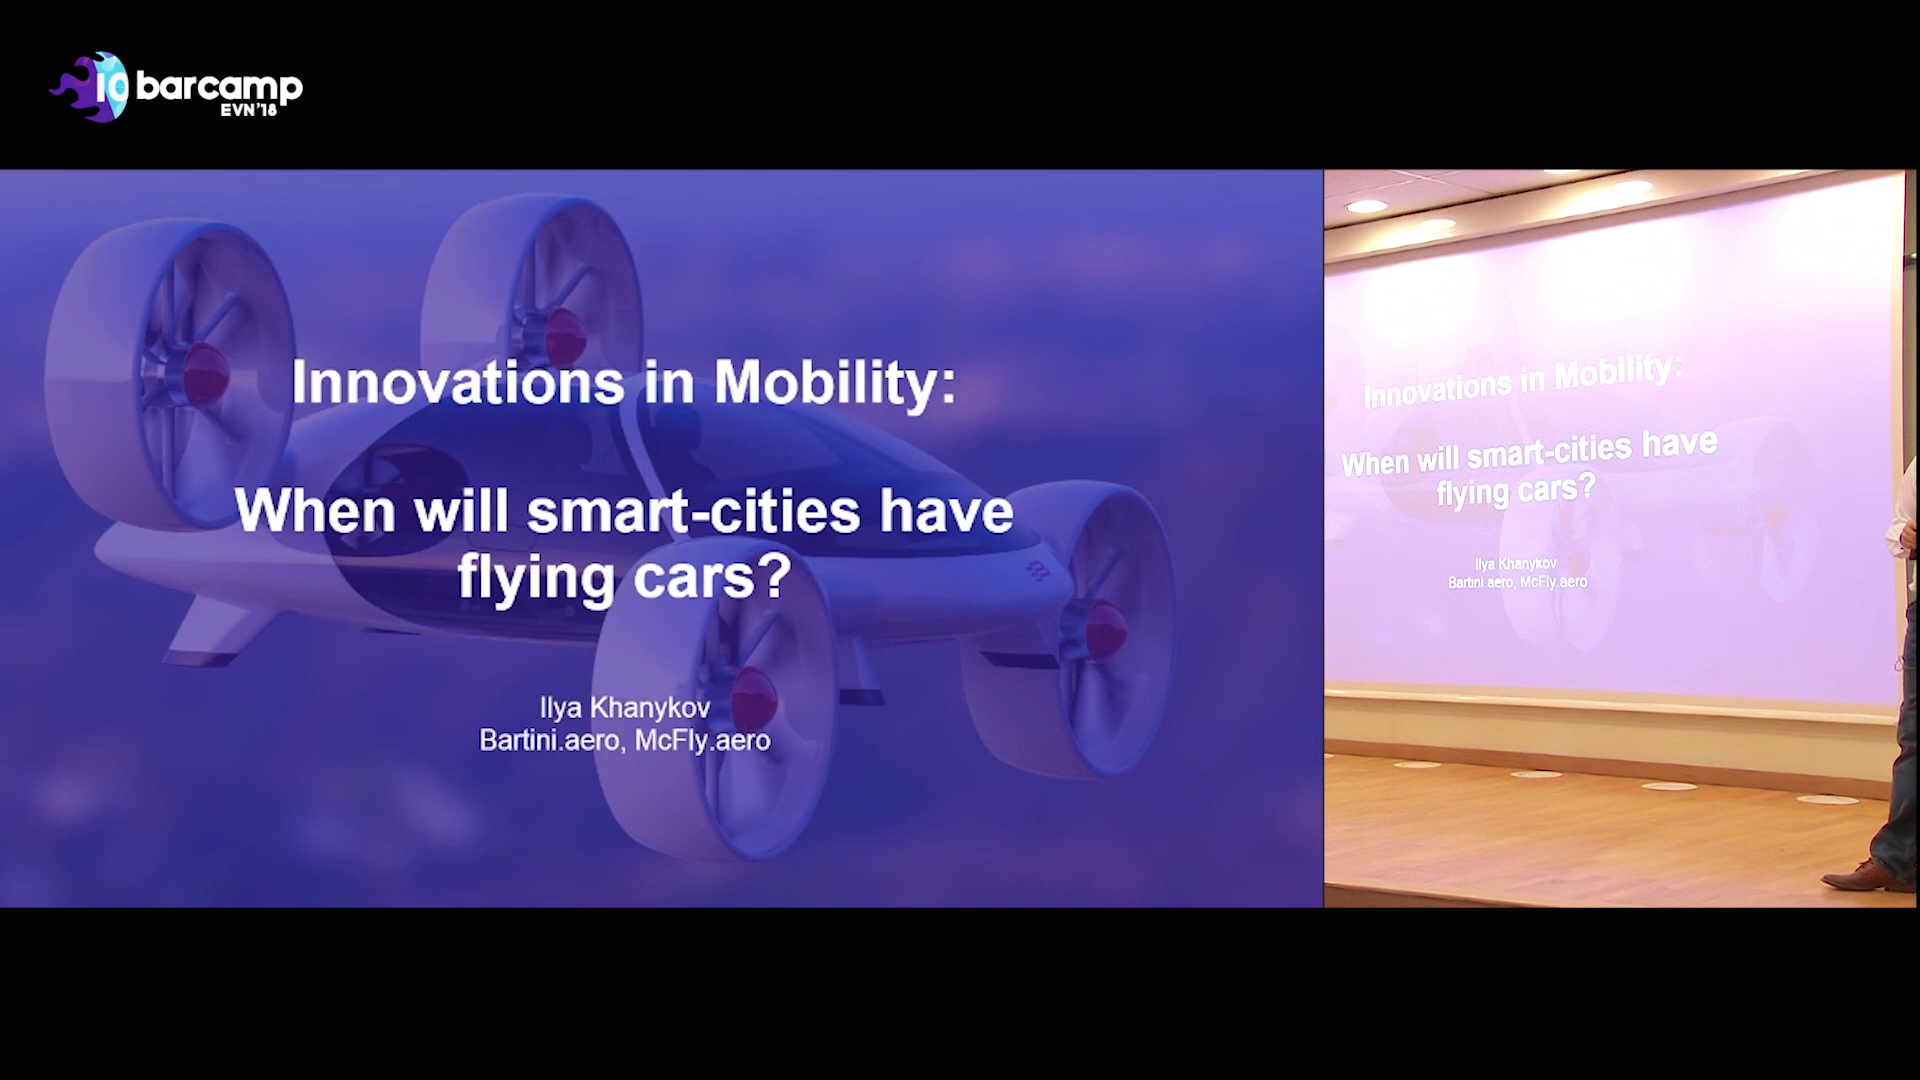 10 barcamp
EVN'18
Innovations in Mobility:
When will smart-cities have
flying cars?
Ilya Khanykov
Bartini.aero, McFly.aero
Innovations in Mobility:
When will smart-cities have
flying cars?
Ilya Khanykov
Bartini.aero, McFly.aero